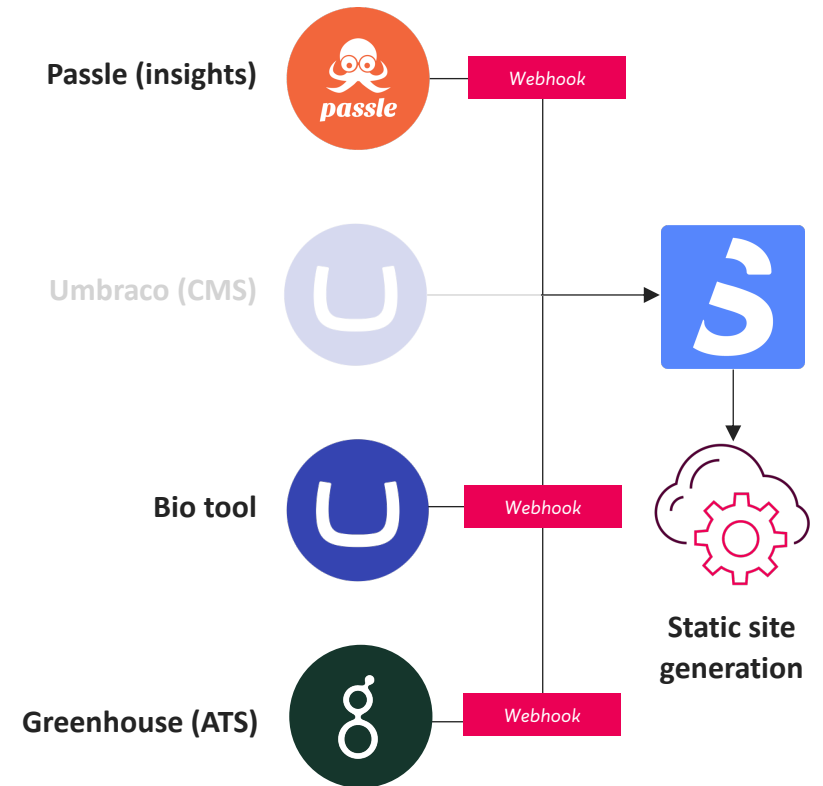 Passle (insights)
passle
Webhook
Umbraco (CMS)
Bio tool
Webhook
Static site
generation
Greenhouse (ATS)
Webhook